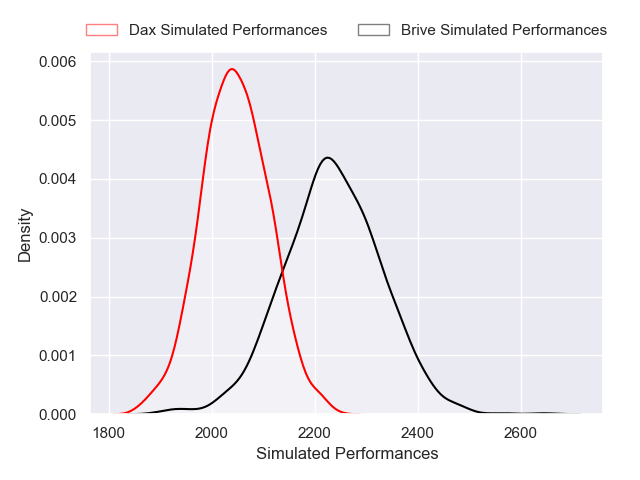 Dax Simulated Performances Brive Simulated Performances
0.006
0.005
0.004
0.003
0.002
0.001
0.000
Density
1800 2000 2200 2400 2600
Simulated Performances